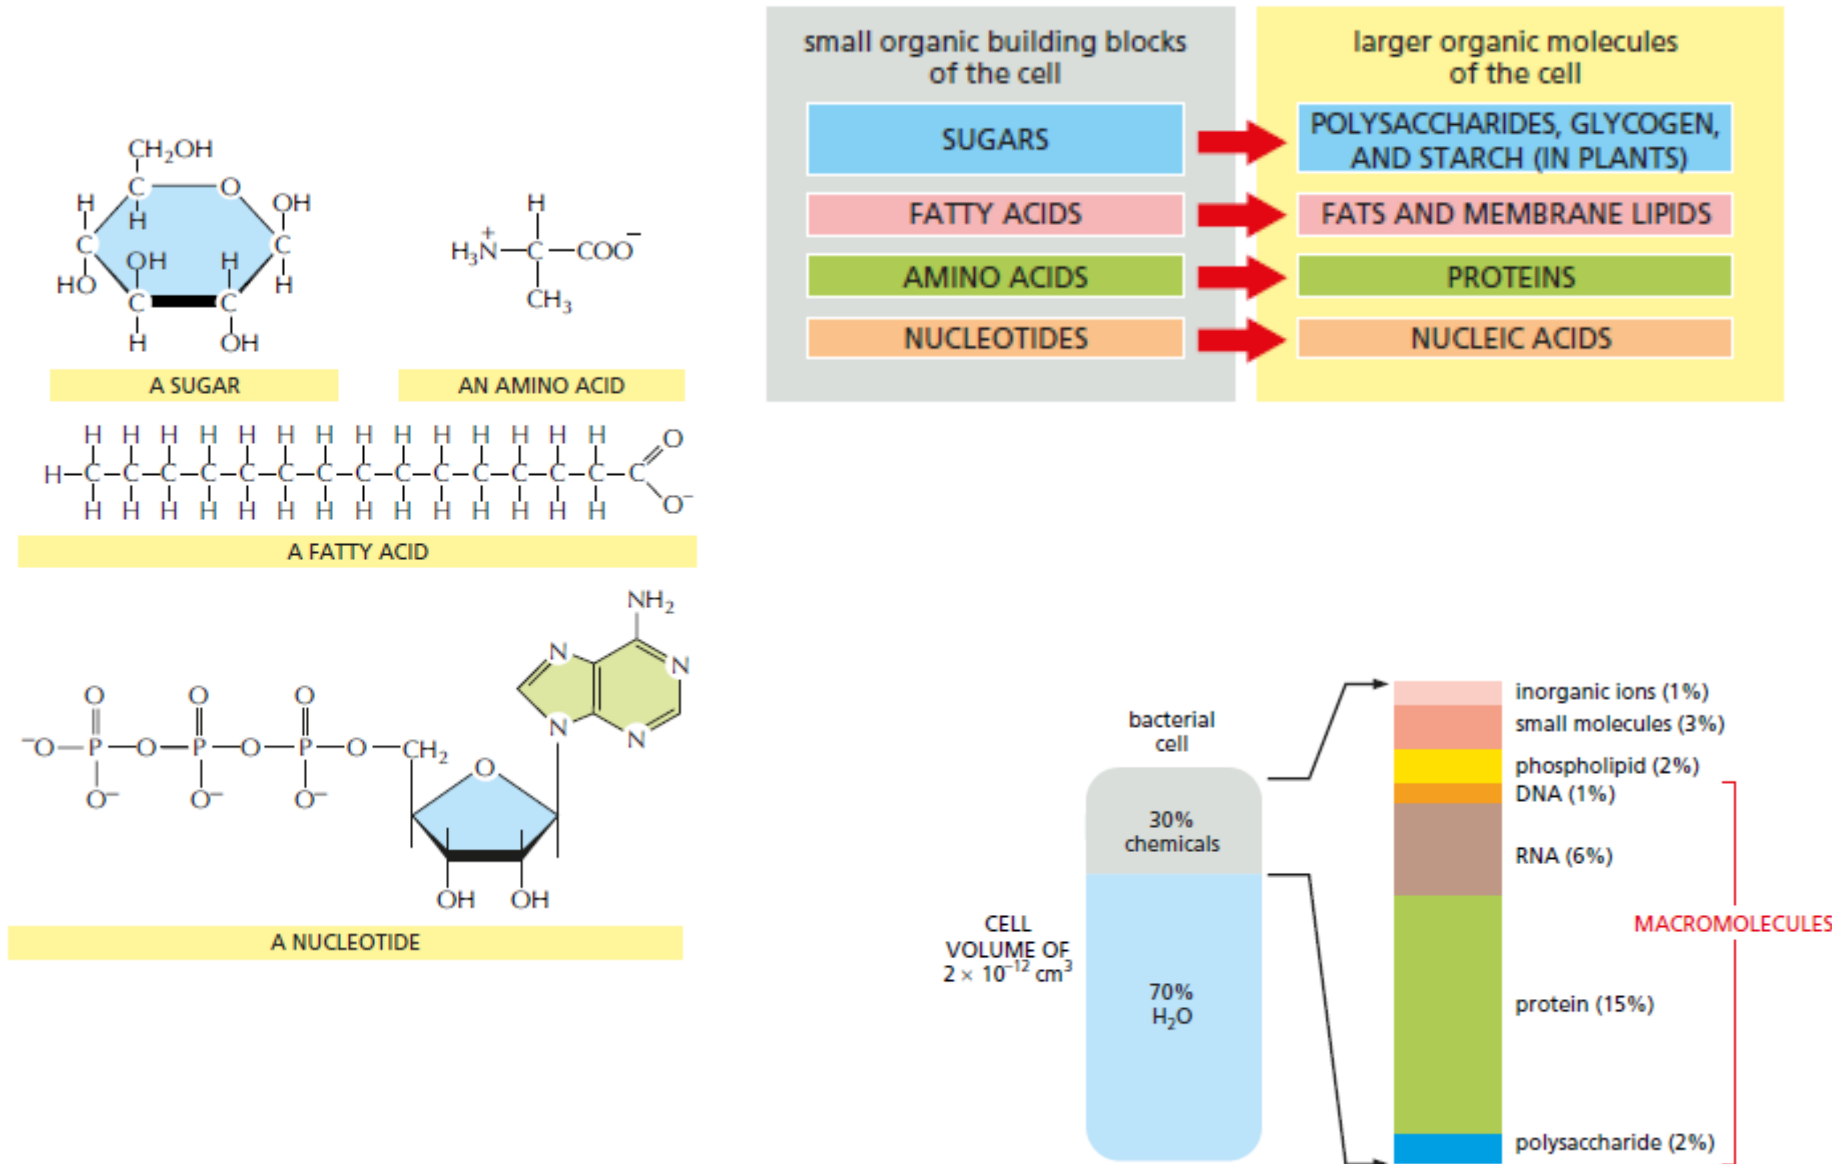 CH₂OH
C O
H H OH
C C
OH H
HO H
C C
H OH
A SUGAR
H
H₃N⁺—C—COO⁻
CH₃
AN AMINO ACID
H H H H H H H H H H H H H H O
H—C—C—C—C—C—C—C—C—C—C—C—C—C—C—C
H H H H H H H H H H H H H H O⁻
A FATTY ACID
NH₂
N N
N N
O O O
⁻O—P—O—P—O—P—O—CH₂
O⁻ O⁻ O⁻
O
OH OH
A NUCLEOTIDE
small organic building blocks
of the cell
larger organic molecules
of the cell
SUGARS
POLYSACCHARIDES, GLYCOGEN,
AND STARCH (IN PLANTS)
FATTY ACIDS
FATS AND MEMBRANE LIPIDS
AMINO ACIDS
PROTEINS
NUCLEOTIDES
NUCLEIC ACIDS
bacterial
cell
30%
chemicals
CELL
VOLUME OF
2 × 10⁻¹² cm³
70%
H₂O
inorganic ions (1%)
small molecules (3%)
phospholipid (2%)
DNA (1%)
RNA (6%)
MACROMOLECULES
protein (15%)
polysaccharide (2%)